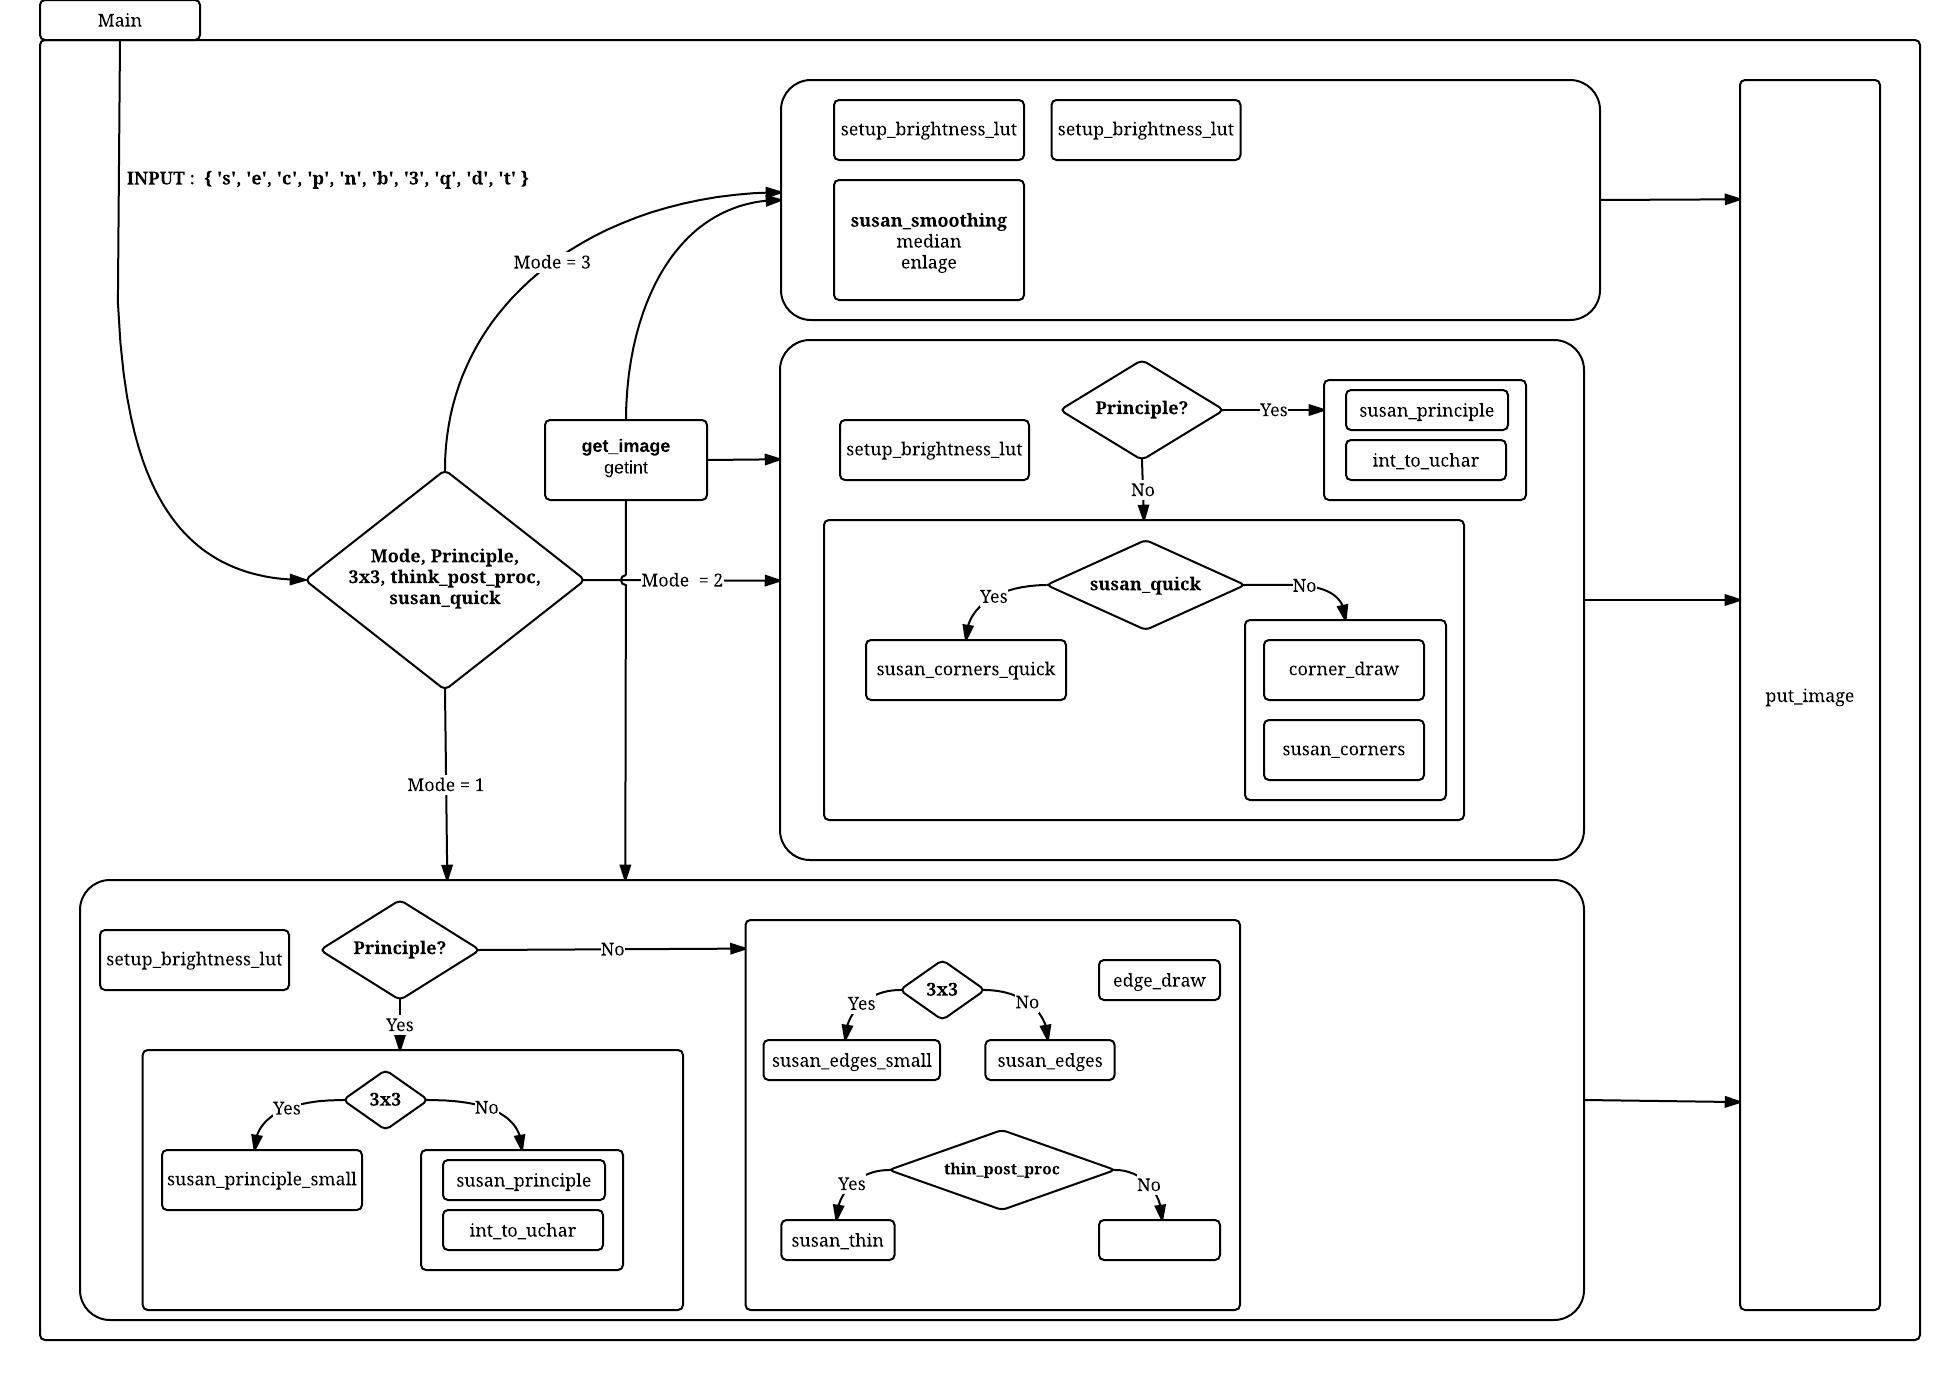 Main
INPUT : { 's', 'e', 'c', 'p', 'n', 'b', '3', 'q', 'd', 't' }
setup_brightness_lut
setup_brightness_lut
susan_smoothing
median
enlage
Mode = 3
get_image
getint
Mode, Principle,
3x3, think_post_proc,
susan_quick
Mode = 2
Mode = 1
setup_brightness_lut
Principle?
Yes
susan_principle
int_to_uchar
No
susan_quick
Yes
No
susan_corners_quick
corner_draw
susan_corners
put_image
setup_brightness_lut
Principle?
No
Yes
3x3
Yes
No
susan_principle_small
susan_principle
int_to_uchar
3x3
edge_draw
Yes
No
susan_edges_small
susan_edges
thin_post_proc
Yes
No
susan_thin